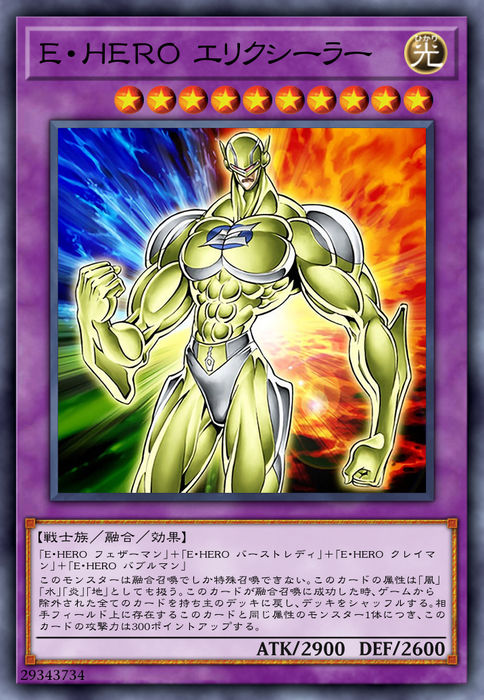 E・HERO エリクシーラー
ひかり
光
【戦士族／融合／効果】
「E・HERO フェザーマン」＋「E・HERO バーストレディ」＋「E・HERO クレイマ
ン」＋「E・HERO バブルマン」
このモンスターは融合召喚でしか特殊召喚できない。このカードの属性は「風」
「水」「炎」「地」としても扱う。このカードが融合召喚に成功した時、ゲームから
除外された全てのカードを持ち主のデッキに戻し、デッキをシャッフルする。相
手フィールド上に存在するこのカードと同じ属性のモンスター1体につき、この
カードの攻撃力は300ポイントアップする。
ATK/2900 DEF/2600
29343734